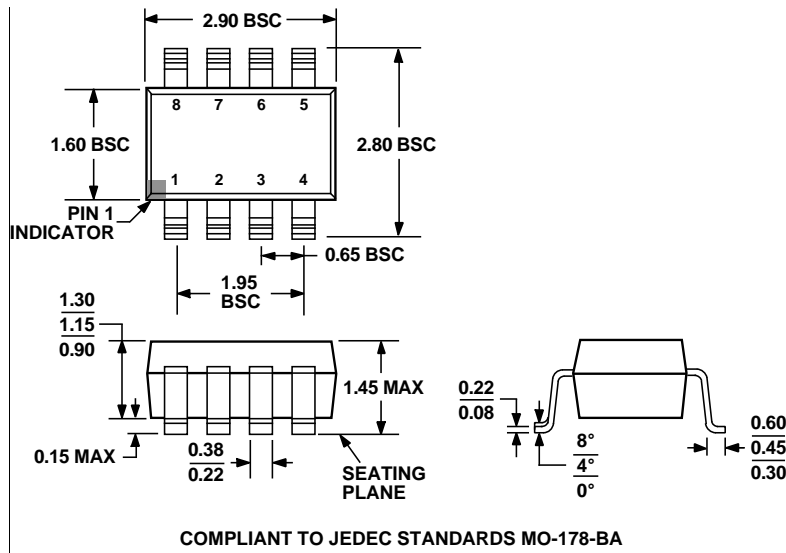 2.90 BSC
8 7 6 5
1.60 BSC
2.80 BSC
1 2 3 4
PIN 1
INDICATOR
0.65 BSC
1.95
BSC
1.30
1.15
0.90
1.45 MAX
0.15 MAX
0.38
0.22
SEATING
PLANE
0.22
0.08
8°
4°
0°
0.60
0.45
0.30
COMPLIANT TO JEDEC STANDARDS MO-178-BA